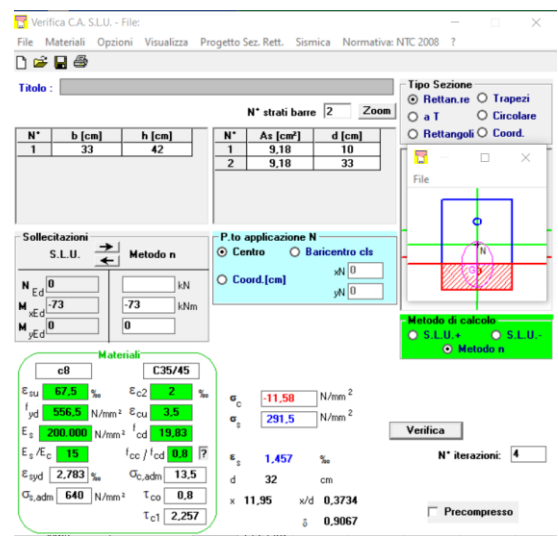 Verifica C.A. S.L.U. - File:
File Materiali Opzioni Visualizza Progetto Sez. Rett. Sismica Normativa: NTC 2008 ?
Titolo :
N° strati barre 2 Zoom
Tipo Sezione
Rettan.re Trapezi
a T Circolare
Rettangoli Coord.
N° b [cm] h [cm]
1 33 42
N° As [cm²] d [cm]
1 9,18 10
2 9,18 33
File
N
G
Sollecitazioni
S.L.U. Metodo n
N Ed 0 kN
M xEd -73 -73 kNm
M yEd 0 0
P.to applicazione N
Centro Baricentro cls
Coord.[cm] xN 0
yN 0
Metodo di calcolo
S.L.U.+ S.L.U.-
Metodo n
Materiali
c8 C35/45
εsu 67,5 ‰ εc2 2 ‰
fyd 556,5 N/mm² εcu 3,5
Es 200.000 N/mm² fcd 19,83
Es/Ec 15 fcc/fcd 0,8 ?
εsyd 2,783 ‰ σc,adm 13,5
σs,adm 640 N/mm² τco 0,8
τc1 2,257
σc -11,58 N/mm²
σs 291,5 N/mm²
εs 1,457 ‰
d 32 cm
x 11,95 x/d 0,3734
δ 0,9067
Verifica
N° iterazioni: 4
Precompresso